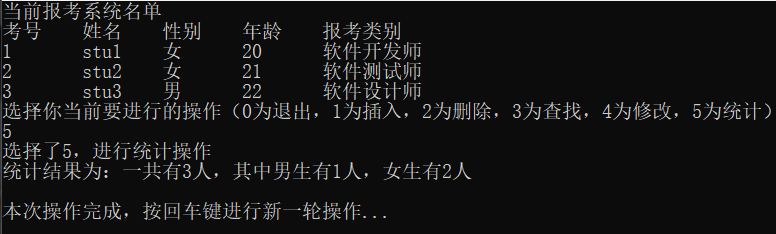 当前报考系统名单
考号 姓名 性别 年龄 报考类别
1 stu1 女 20 软件开发师
2 stu2 女 21 软件测试师
3 stu3 男 22 软件设计师
选择你当前要进行的操作（0为退出，1为插入，2为删除，3为查找，4为修改，5为统计）
5
选择了5，进行统计操作
统计结果为：一共有3人，其中男生有1人，女生有2人
本次操作完成，按回车键进行新一轮操作...